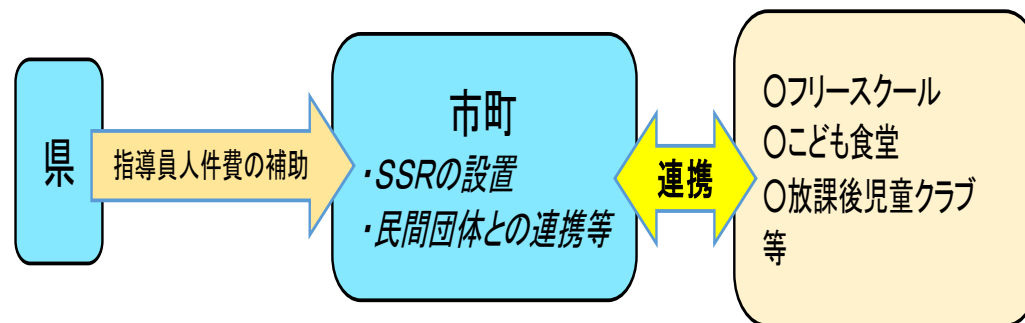 県
指導員人件費の補助
市町
・SSRの設置
・民間団体との連携等
連携
〇フリースクール
〇こども食堂
〇放課後児童クラブ
等